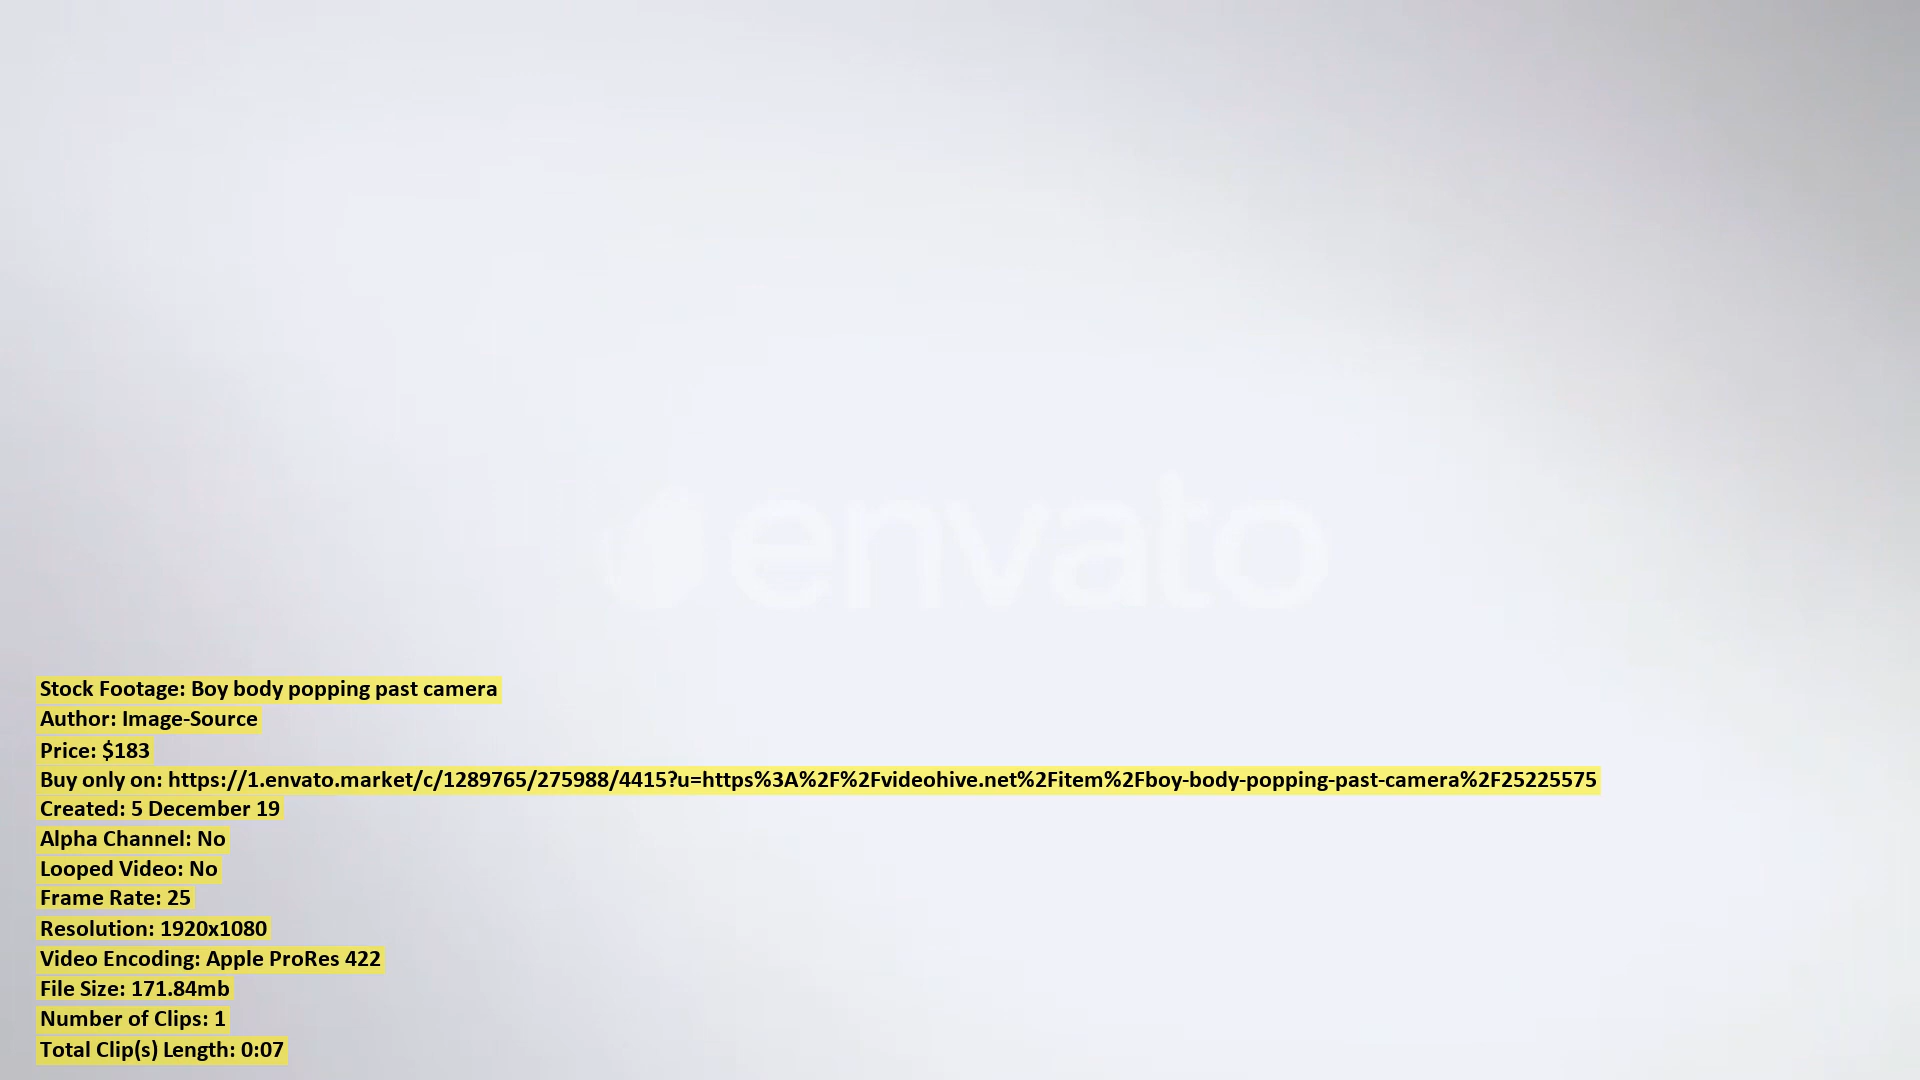 envato
Stock Footage: Boy body popping past camera
Author: Image-Source
Price: $183
Buy only on: https://1.envato.market/c/1289765/275988/4415?u=https%3A%2F%2Fvideohive.net%2Fitem%2Fboy-body-popping-past-camera%2F25225575
Created: 5 December 19
Alpha Channel: No
Looped Video: No
Frame Rate: 25
Resolution: 1920x1080
Video Encoding: Apple ProRes 422
File Size: 171.84mb
Number of Clips: 1
Total Clip(s) Length: 0:07